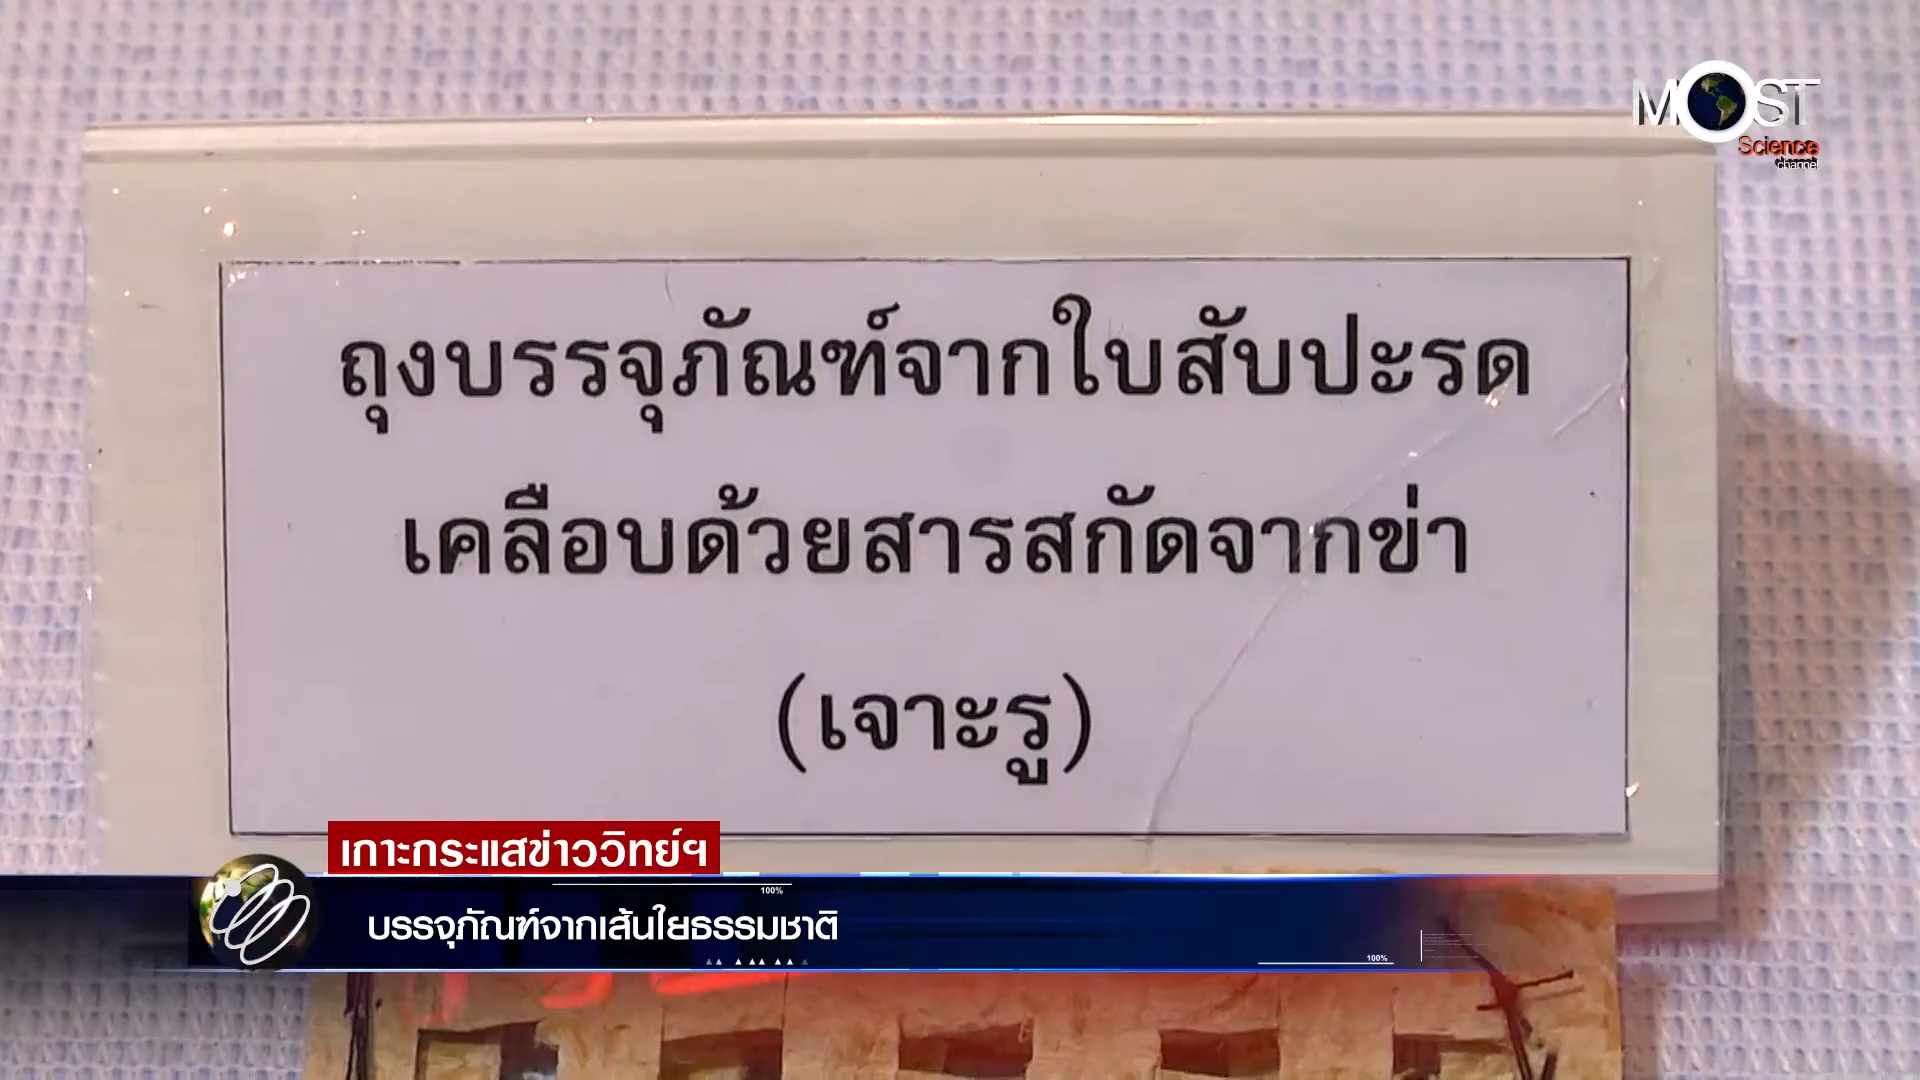 MOST
Science
channel
ถุงบรรจุภัณฑ์จากใบสับปะรด
เคลือบด้วยสารสกัดจากข่า
(เจาะรู)
เกาะกระแสข่าววิทย์ฯ
100%
บรรจุภัณฑ์จากเส้นใยธรรมชาติ
100%